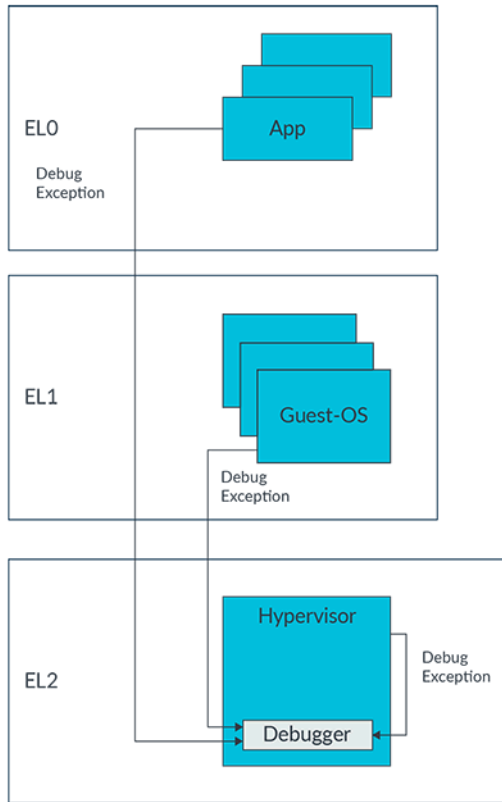 EL0
App
Debug
Exception
EL1
Guest-OS
Debug
Exception
Hypervisor
Debug
Exception
EL2
Debugger